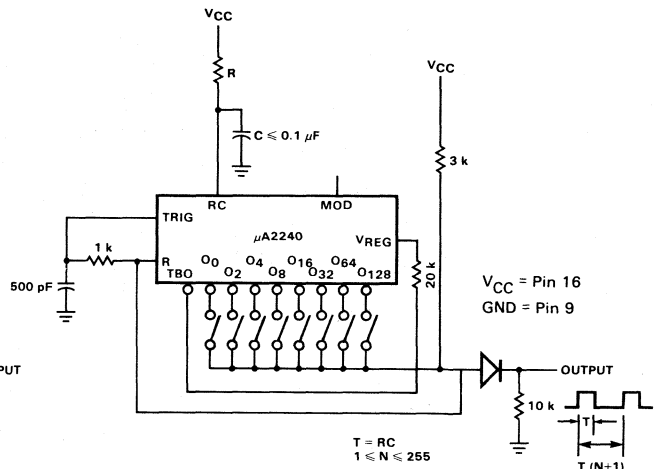 VCC
R
VCC
C ≤ 0.1 μF
3 k
RC
MOD
TRIG
μA2240
VREG
1 k
R
TBO
O0
O2
O4
O8
O16
O32
O64
O128
20 k
500 pF
VCC = Pin 16
GND = Pin 9
PUT
OUTPUT
10 k
T
T = RC
1 ≤ N ≤ 255
T (N+1)